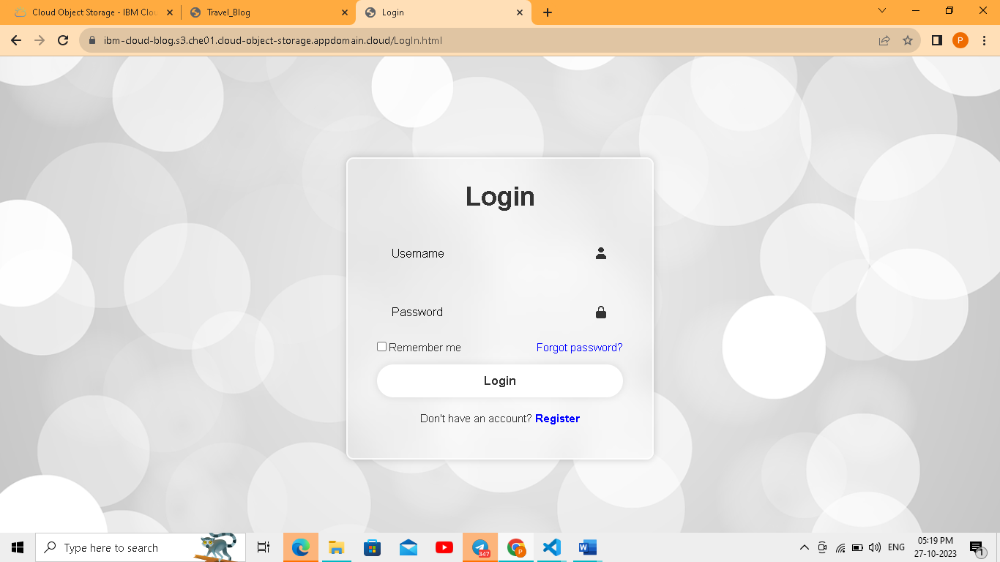 Cloud Object Storage - IBM Clou
Travel_Blog
Login
ibm-cloud-blog.s3.che01.cloud-object-storage.appdomain.cloud/LogIn.html
P
Login
Username
Password
Remember me
Forgot password?
Login
Don't have an account? Register
Type here to search
347
P
ENG
05:19 PM
27-10-2023
1